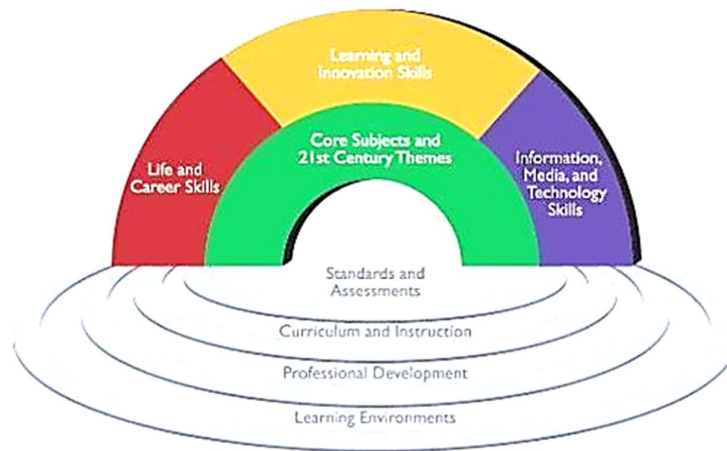 Learning and
Innovation Skills
Core Subjects and
21st Century Themes
Life and
Career Skills
Information,
Media, and
Technology
Skills
Standards and
Assessments
Curriculum and Instruction
Professional Development
Learning Environments